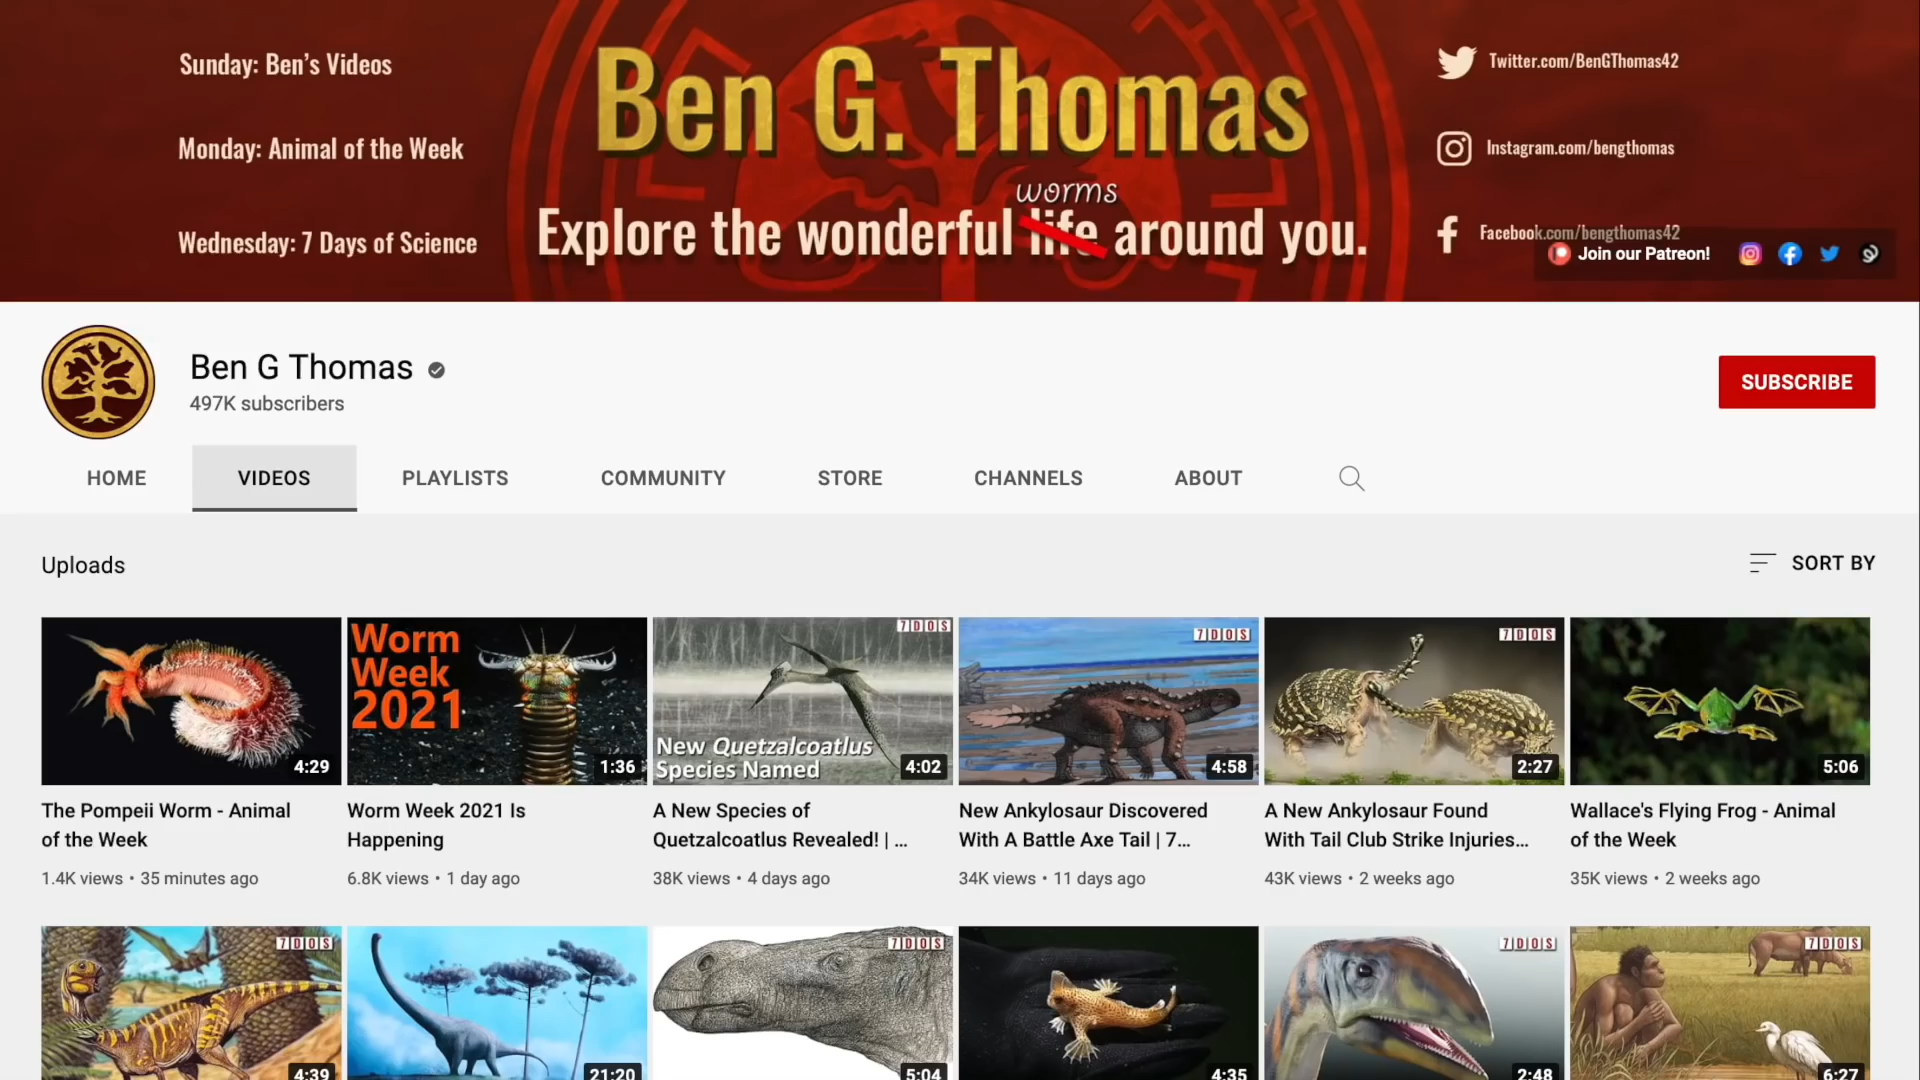 Sunday: Ben's Videos
Monday: Animal of the Week
Wednesday: 7 Days of Science
Ben G. Thomas
worms
Explore the wonderful life around you.
Twitter.com/BenGThomas42
Instagram.com/bengthomas
Facebook.com/bengthomas42
Join our Patreon!
Ben G Thomas
497K subscribers
SUBSCRIBE
HOME VIDEOS PLAYLISTS COMMUNITY STORE CHANNELS ABOUT
Uploads
SORT BY
4:29
Worm
Week
2021
1:36
7DOS
New Quetzalcoatlus
Species Named
4:02
7DOS
4:58
7DOS
2:27
5:06
The Pompeii Worm - Animal
of the Week
1.4K views • 35 minutes ago
Worm Week 2021 Is
Happening
6.8K views • 1 day ago
A New Species of
Quetzalcoatlus Revealed! | ...
38K views • 4 days ago
New Ankylosaur Discovered
With A Battle Axe Tail | 7...
34K views • 11 days ago
A New Ankylosaur Found
With Tail Club Strike Injuries...
43K views • 2 weeks ago
Wallace's Flying Frog - Animal
of the Week
35K views • 2 weeks ago
7DOS
4:39
21:20
7DOS
5:04
4:35
7DOS
2:48
7DOS
6:27